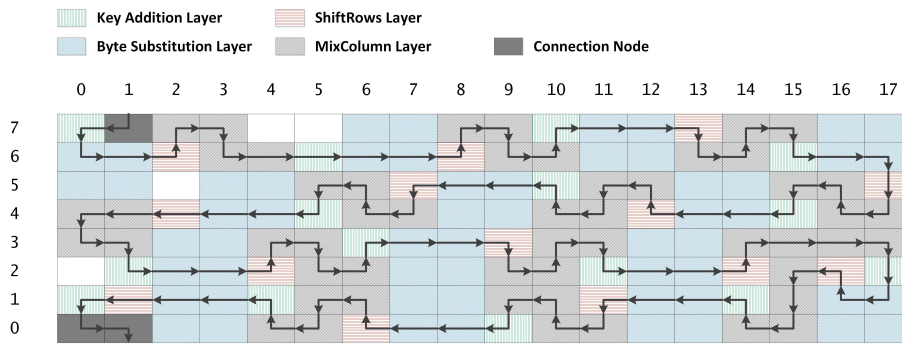 Key Addition Layer ShiftRows Layer
Byte Substitution Layer MixColumn Layer Connection Node
0 1 2 3 4 5 6 7 8 9 10 11 12 13 14 15 16 17
7
6
5
4
3
2
1
0